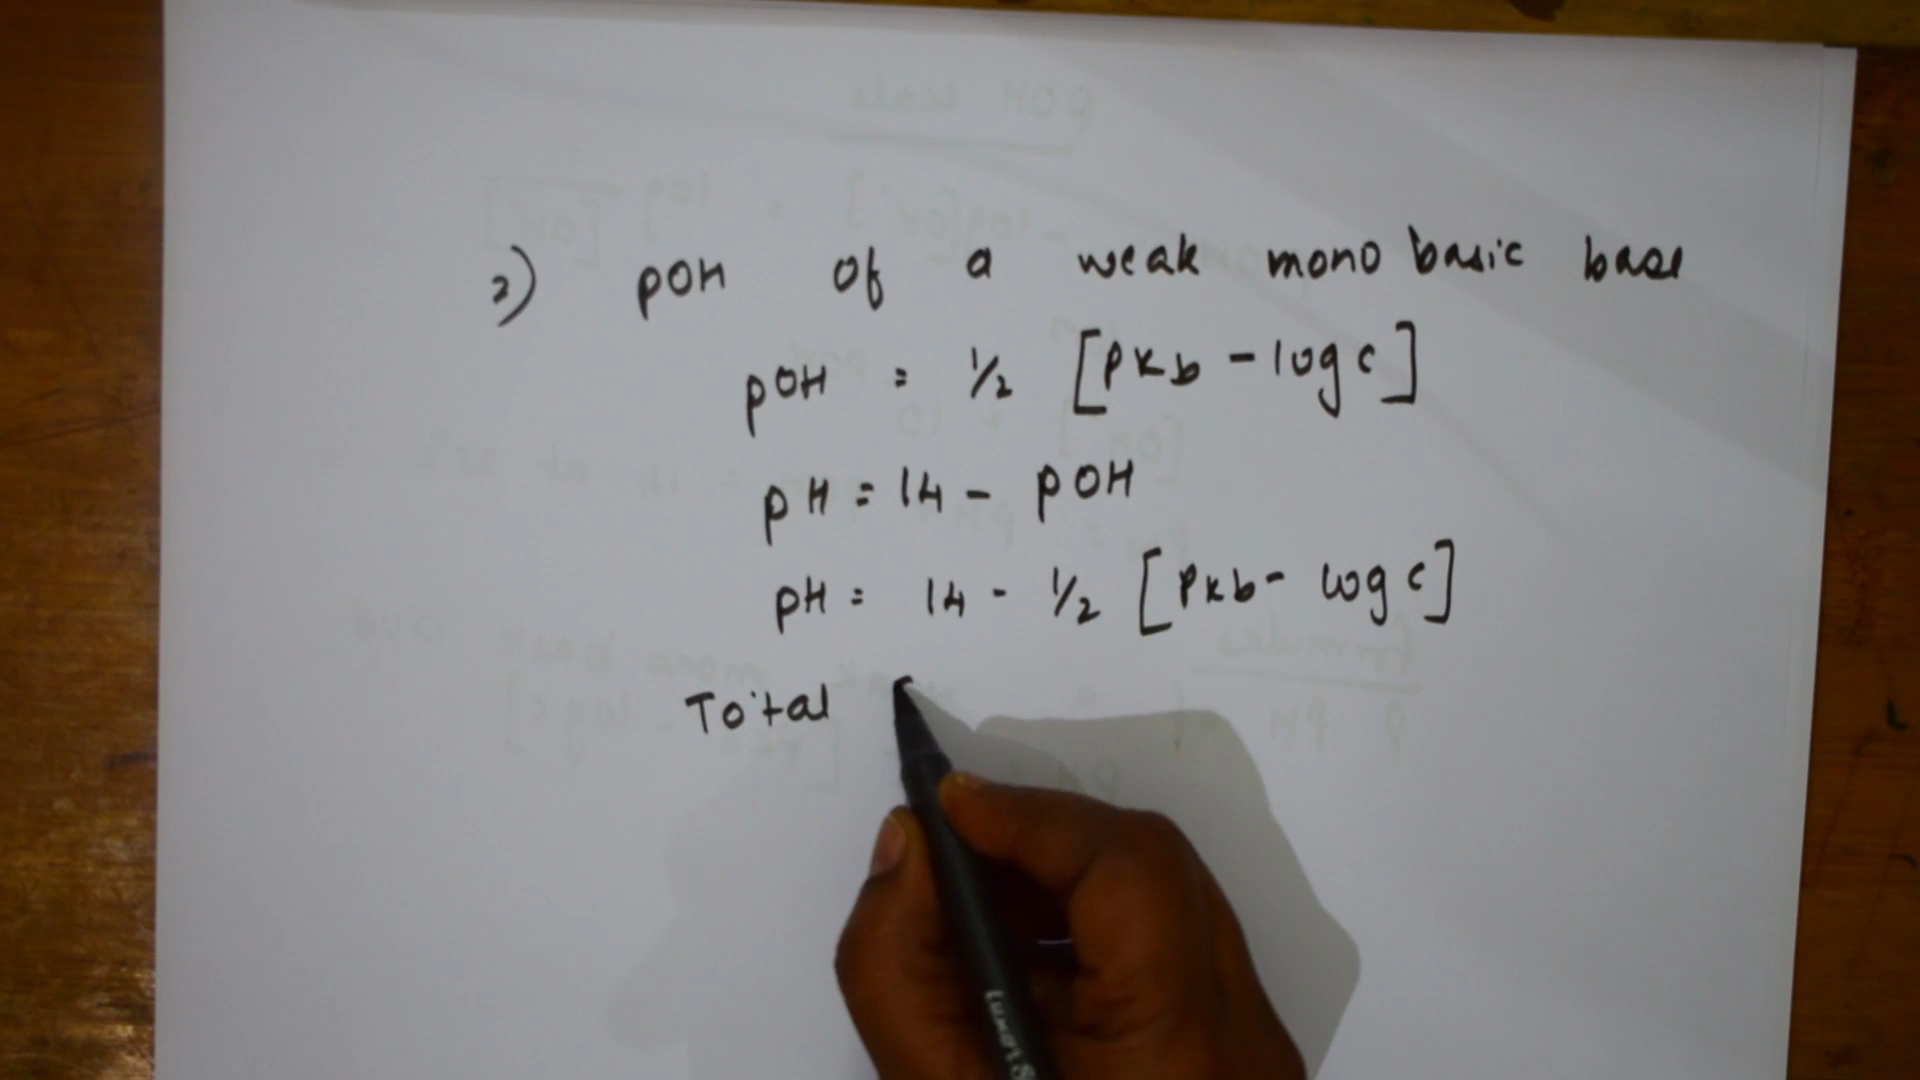 2) pOH of a weak mono basic base
pOH = 1/2 [pKb - log c]
pH = 14 - pOH
pH = 14 - 1/2 [pKb - log c]
Total